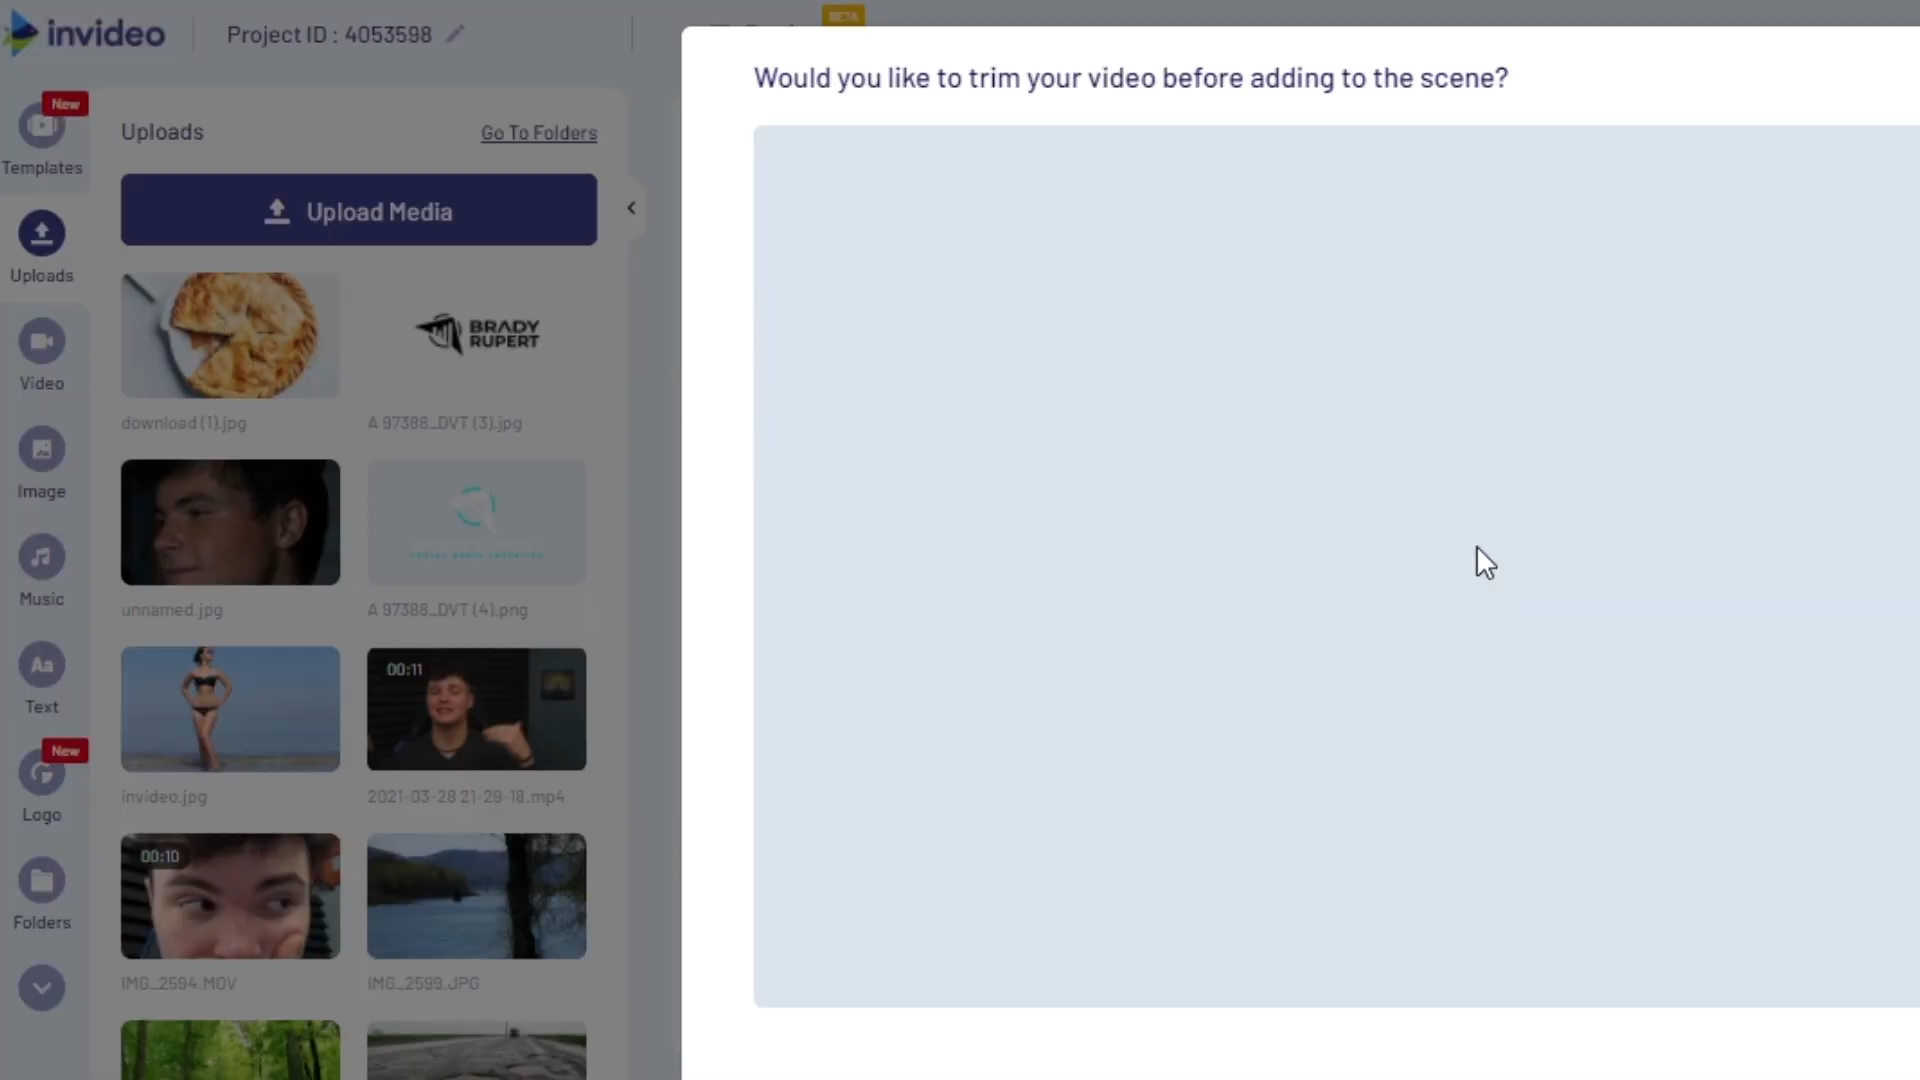 invideo
Project ID : 4053598
BETA
Would you like to trim your video before adding to the scene?
New
Templates
Uploads
Video
Image
Music
Text
New
Logo
Folders
Uploads
Go To Folders
Upload Media
BRADY
RUPERT
download (1).jpg
A 97388_DVT (3).jpg
unnamed.jpg
A 97388_DVT (4).png
00:11
invideo.jpg
2021-03-28 21-29-18.mp4
00:10
IMG_2594.MOV
IMG_2599.JPG
Aa